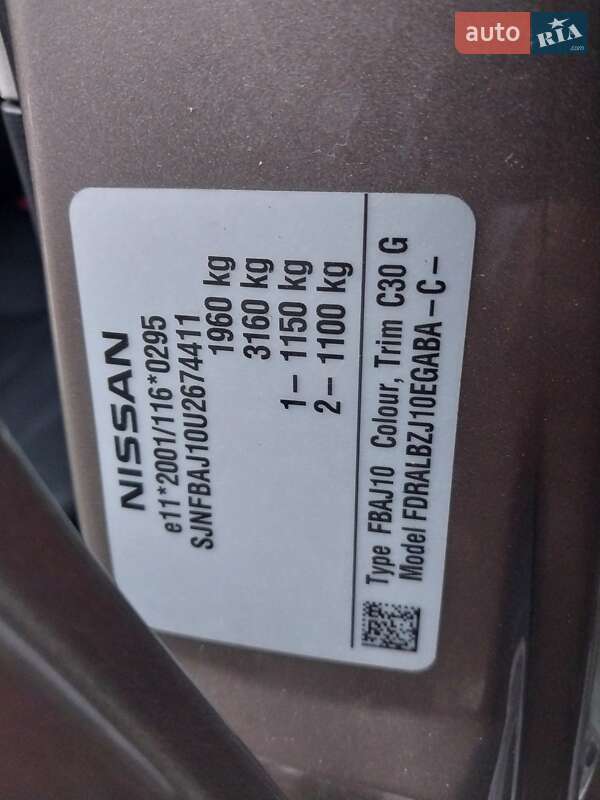 auto RIA .com
NISSAN
e11*2001/116*0295
SJNFBAJ10U2674411
1960 kg
3160 kg
1– 1150 kg
2– 1100 kg
Type FBAJ10 Colour, Trim C30 G
Model FDRALBZJ10EGABA – C –